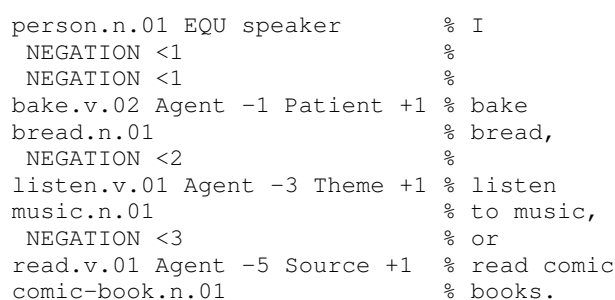 person.n.01 EQU speaker % I
NEGATION <1 %
NEGATION <1 %
bake.v.02 Agent -1 Patient +1 % bake
bread.n.01 % bread,
NEGATION <2 %
listen.v.01 Agent -3 Theme +1 % listen
music.n.01 % to music,
NEGATION <3 % or
read.v.01 Agent -5 Source +1 % read comic
comic-book.n.01 % books.